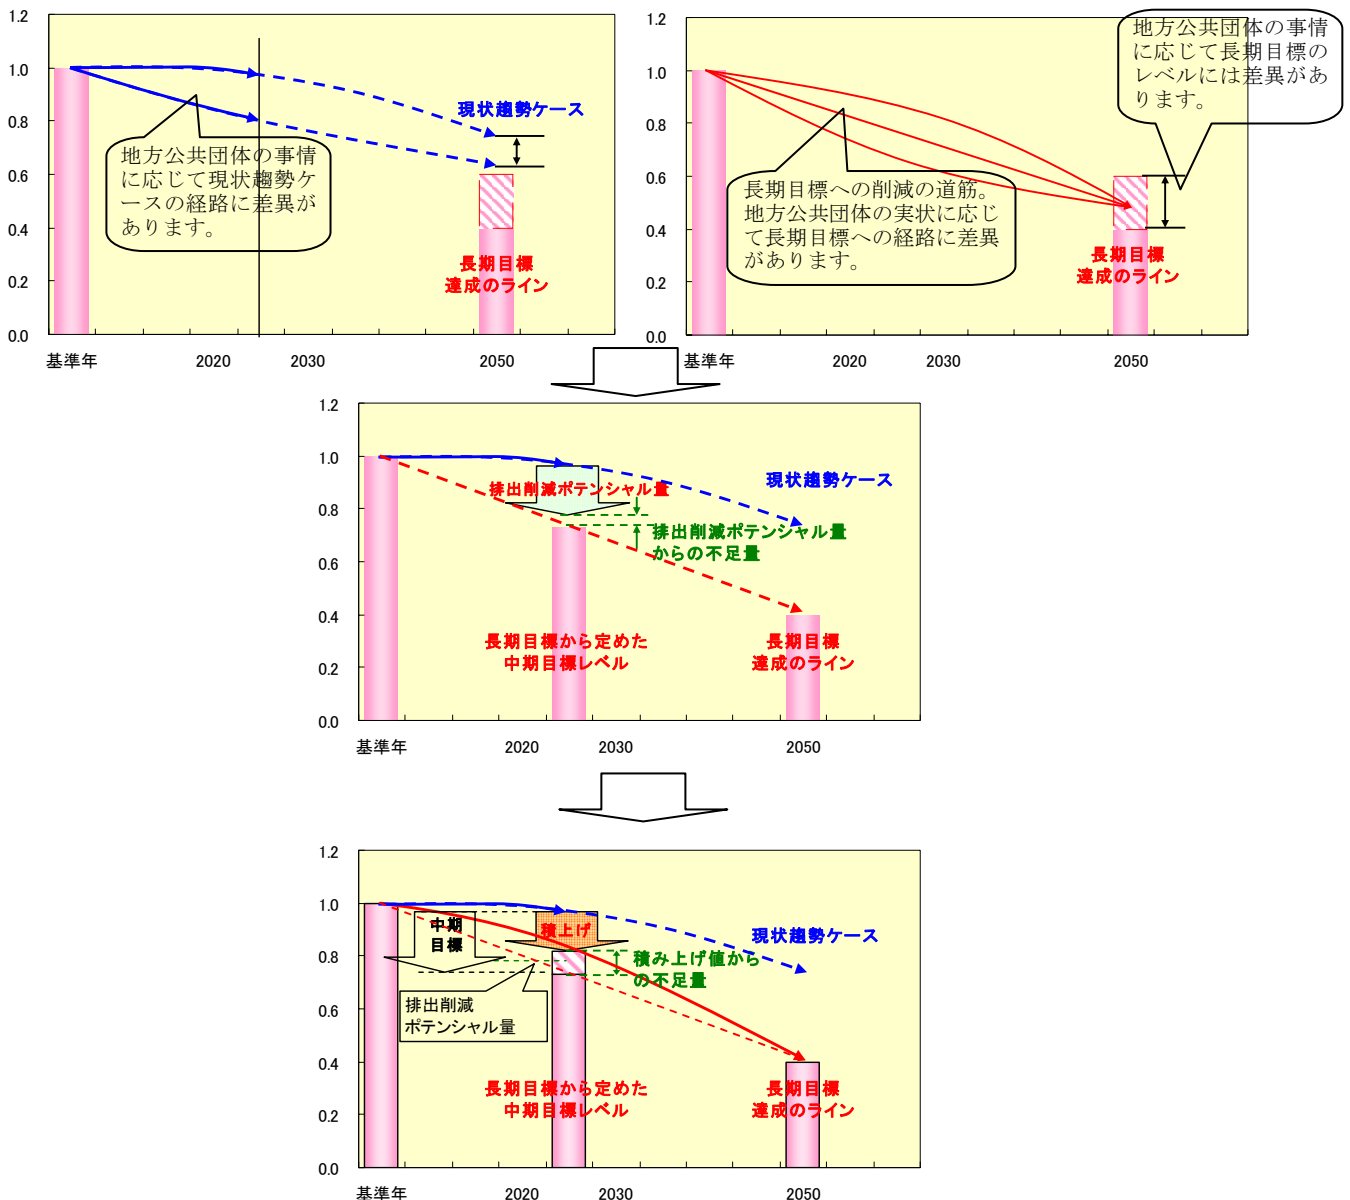 1.2
1.0
0.8
0.6
0.4
0.2
0.0
現状趨勢ケース
地方公共団体の事情
に応じて現状趨勢ケ
ースの経路に差異が
あります。
長期目標
達成のライン
基準年
2020
2030
2050
1.2
1.0
0.8
0.6
0.4
0.2
0.0
地方公共団体の事情
に応じて長期目標の
レベルには差異があ
ります。
長期目標への削減の道筋。
地方公共団体の実状に応じ
て長期目標への経路に差異
があります。
長期目標
達成のライン
基準年
2020
2030
2050
1.2
1.0
0.8
0.6
0.4
0.2
0.0
現状趨勢ケース
排出削減ポテンシャル量
排出削減ポテンシャル量
からの不足量
長期目標から定めた
中期目標レベル
長期目標
達成のライン
基準年
2020
2030
2050
1.2
1.0
0.8
0.6
0.4
0.2
0.0
中期
目標
積上げ
現状趨勢ケース
積み上げ値から
の不足量
排出削減
ポテンシャル量
長期目標から定めた
中期目標レベル
長期目標
達成のライン
基準年
2020
2030
2050